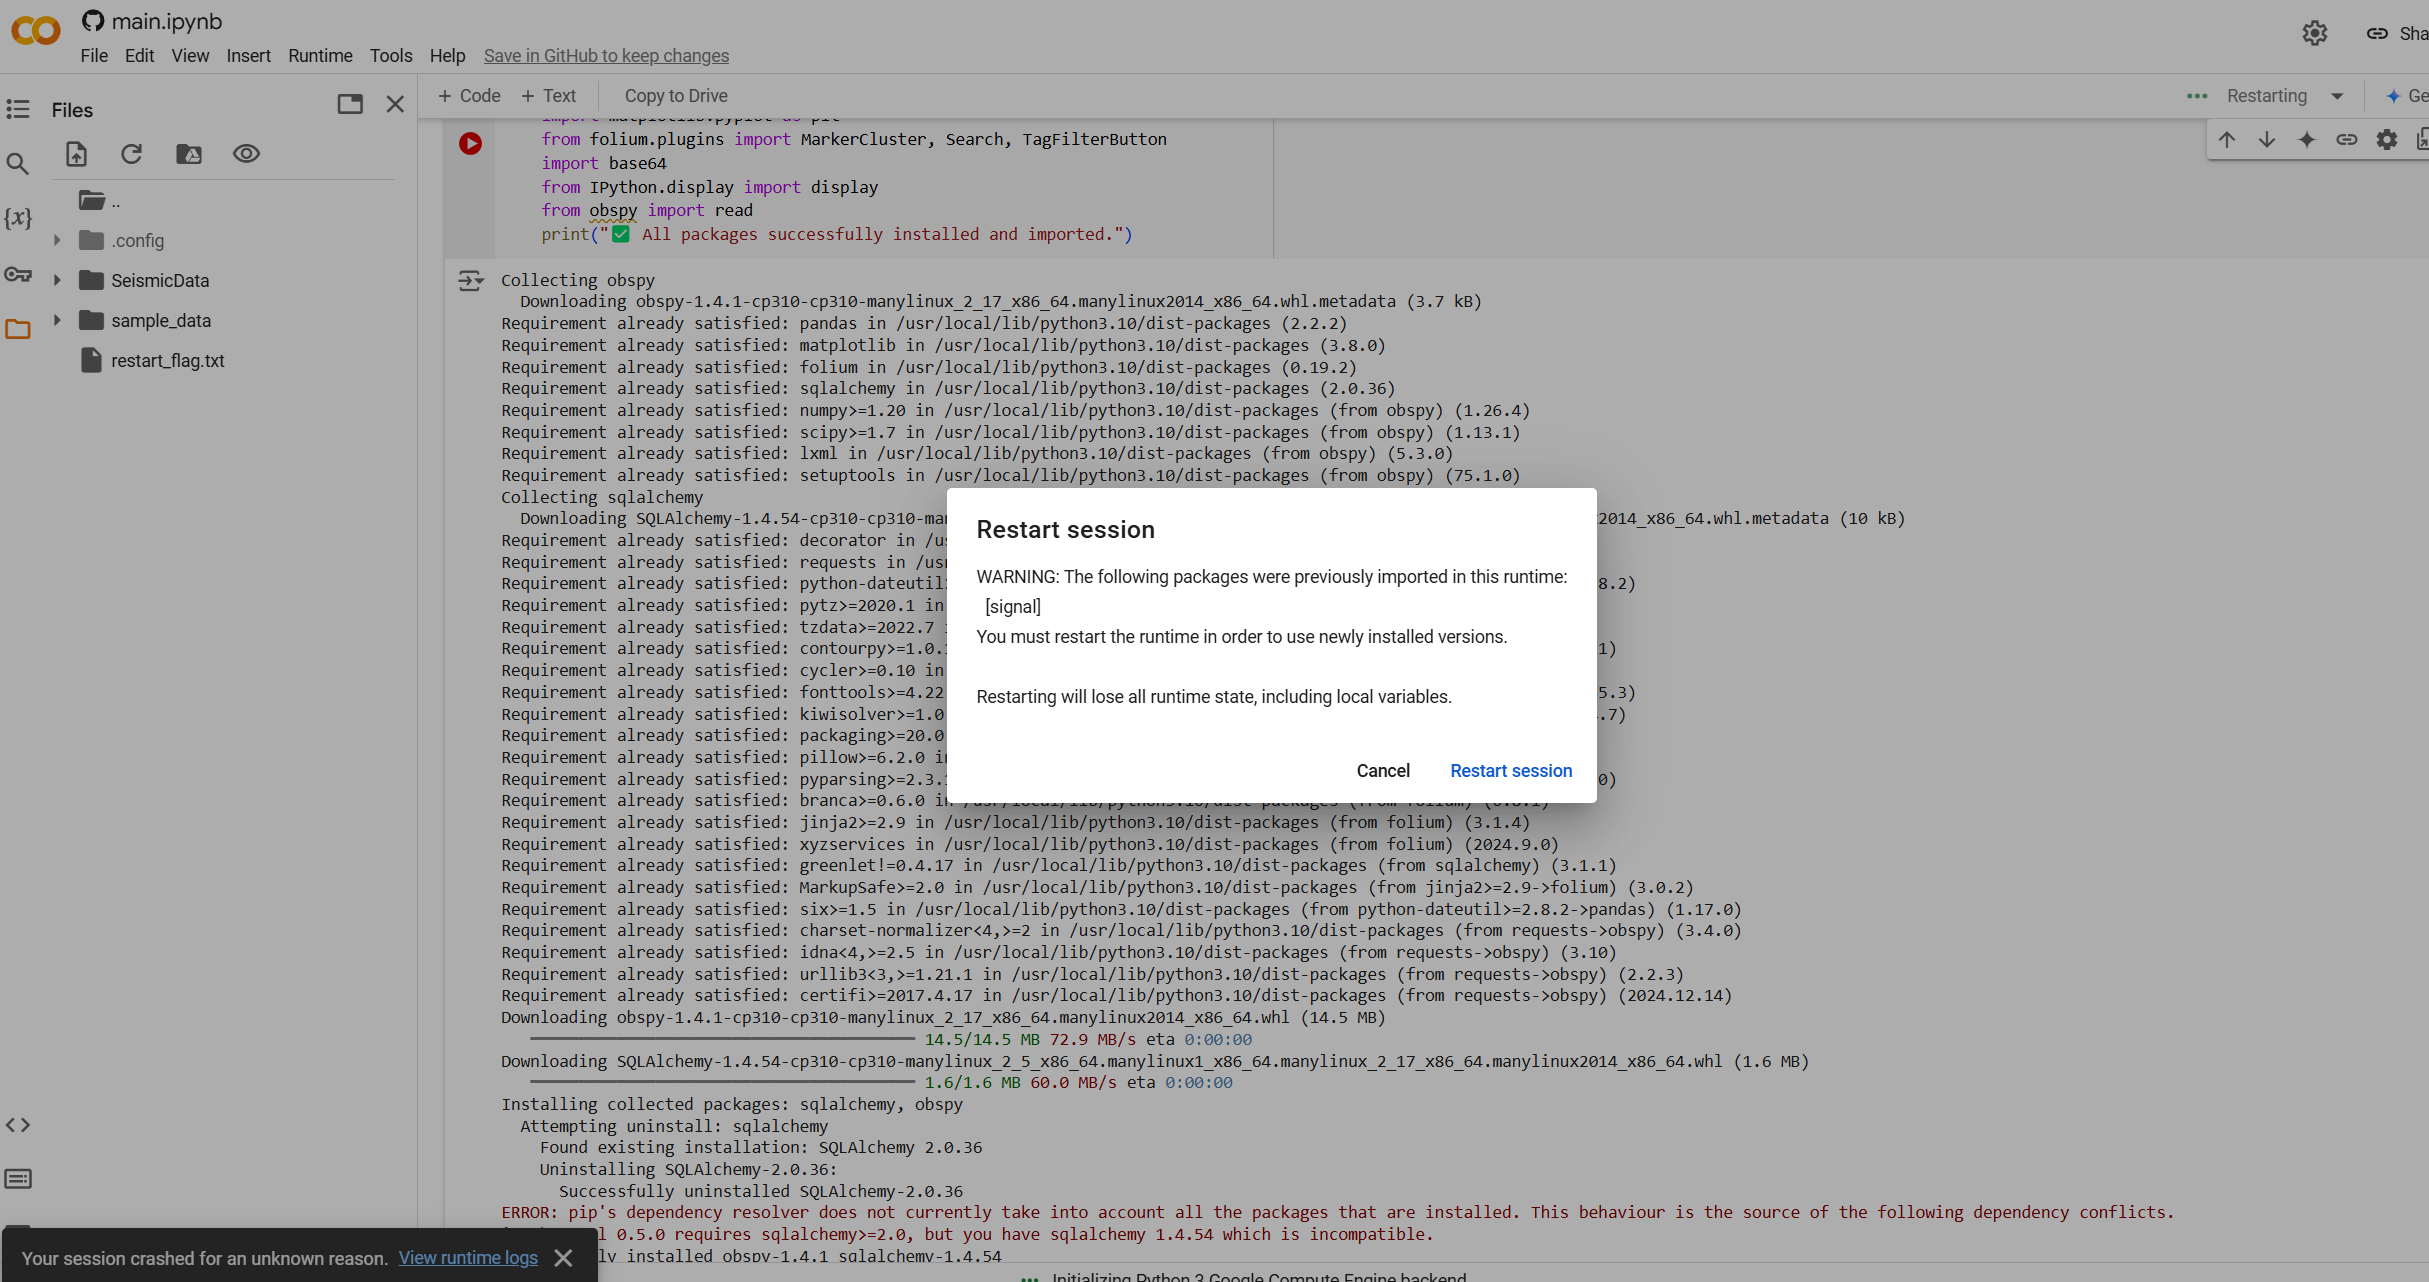 main.ipynb
File Edit View Insert Runtime Tools Help Save in GitHub to keep changes
Files
..
.config
SeismicData
sample_data
restart_flag.txt
+ Code + Text Copy to Drive
Restarting
from folium.plugins import MarkerCluster, Search, TagFilterButton
import base64
from IPython.display import display
from obspy import read
print("✅ All packages successfully installed and imported.")
Collecting obspy
Downloading obspy-1.4.1-cp310-cp310-manylinux_2_17_x86_64.manylinux2014_x86_64.whl.metadata (3.7 kB)
Requirement already satisfied: pandas in /usr/local/lib/python3.10/dist-packages (2.2.2)
Requirement already satisfied: matplotlib in /usr/local/lib/python3.10/dist-packages (3.8.0)
Requirement already satisfied: folium in /usr/local/lib/python3.10/dist-packages (0.19.2)
Requirement already satisfied: sqlalchemy in /usr/local/lib/python3.10/dist-packages (2.0.36)
Requirement already satisfied: numpy>=1.20 in /usr/local/lib/python3.10/dist-packages (from obspy) (1.26.4)
Requirement already satisfied: scipy>=1.7 in /usr/local/lib/python3.10/dist-packages (from obspy) (1.13.1)
Requirement already satisfied: lxml in /usr/local/lib/python3.10/dist-packages (from obspy) (5.3.0)
Requirement already satisfied: setuptools in /usr/local/lib/python3.10/dist-packages (from obspy) (75.1.0)
Collecting sqlalchemy
Downloading SQLAlchemy-1.4.54-cp310-cp310-ma 2014_x86_64.whl.metadata (10 kB)
Requirement already satisfied: decorator in
Requirement already satisfied: requests in
Requirement already satisfied: python-dateutil 8.2)
Requirement already satisfied: pytz>=2020.1 in
Requirement already satisfied: tzdata>=2022.7
Requirement already satisfied: contourpy>=1.0. 1)
Requirement already satisfied: cycler>=0.10 in
Requirement already satisfied: fonttools>=4.22 5.3)
Requirement already satisfied: kiwisolver>=1.0 .7)
Requirement already satisfied: packaging>=20.0
Requirement already satisfied: pillow>=6.2.0
Requirement already satisfied: pyparsing>=2.3. 0)
Requirement already satisfied: branca>=0.6.0
Requirement already satisfied: jinja2>=2.9 in /usr/local/lib/python3.10/dist-packages (from folium) (3.1.4)
Requirement already satisfied: xyzservices in /usr/local/lib/python3.10/dist-packages (from folium) (2024.9.0)
Requirement already satisfied: greenlet!=0.4.17 in /usr/local/lib/python3.10/dist-packages (from sqlalchemy) (3.1.1)
Requirement already satisfied: MarkupSafe>=2.0 in /usr/local/lib/python3.10/dist-packages (from jinja2>=2.9->folium) (3.0.2)
Requirement already satisfied: six>=1.5 in /usr/local/lib/python3.10/dist-packages (from python-dateutil>=2.8.2->pandas) (1.17.0)
Requirement already satisfied: charset-normalizer<4,>=2 in /usr/local/lib/python3.10/dist-packages (from requests->obspy) (3.4.0)
Requirement already satisfied: idna<4,>=2.5 in /usr/local/lib/python3.10/dist-packages (from requests->obspy) (3.10)
Requirement already satisfied: urllib3<3,>=1.21.1 in /usr/local/lib/python3.10/dist-packages (from requests->obspy) (2.2.3)
Requirement already satisfied: certifi>=2017.4.17 in /usr/local/lib/python3.10/dist-packages (from requests->obspy) (2024.12.14)
Downloading obspy-1.4.1-cp310-cp310-manylinux_2_17_x86_64.manylinux2014_x86_64.whl (14.5 MB)
14.5/14.5 MB 72.9 MB/s eta 0:00:00
Downloading SQLAlchemy-1.4.54-cp310-cp310-manylinux_2_5_x86_64.manylinux1_x86_64.manylinux_2_17_x86_64.manylinux2014_x86_64.whl (1.6 MB)
1.6/1.6 MB 60.0 MB/s eta 0:00:00
Installing collected packages: sqlalchemy, obspy
Attempting uninstall: sqlalchemy
Found existing installation: SQLAlchemy 2.0.36
Uninstalling SQLAlchemy-2.0.36:
Successfully uninstalled SQLAlchemy-2.0.36
ERROR: pip's dependency resolver does not currently take into account all the packages that are installed. This behaviour is the source of the following dependency conflicts.
0.5.0 requires sqlalchemy>=2.0, but you have sqlalchemy 1.4.54 which is incompatible.
installed obspy-1.4.1 sqlalchemy-1.4.54
Restart session
WARNING: The following packages were previously imported in this runtime:
[signal]
You must restart the runtime in order to use newly installed versions.
Restarting will lose all runtime state, including local variables.
Cancel Restart session
Your session crashed for an unknown reason. View runtime logs
Initializing Python 3 Google Compute Engine backend